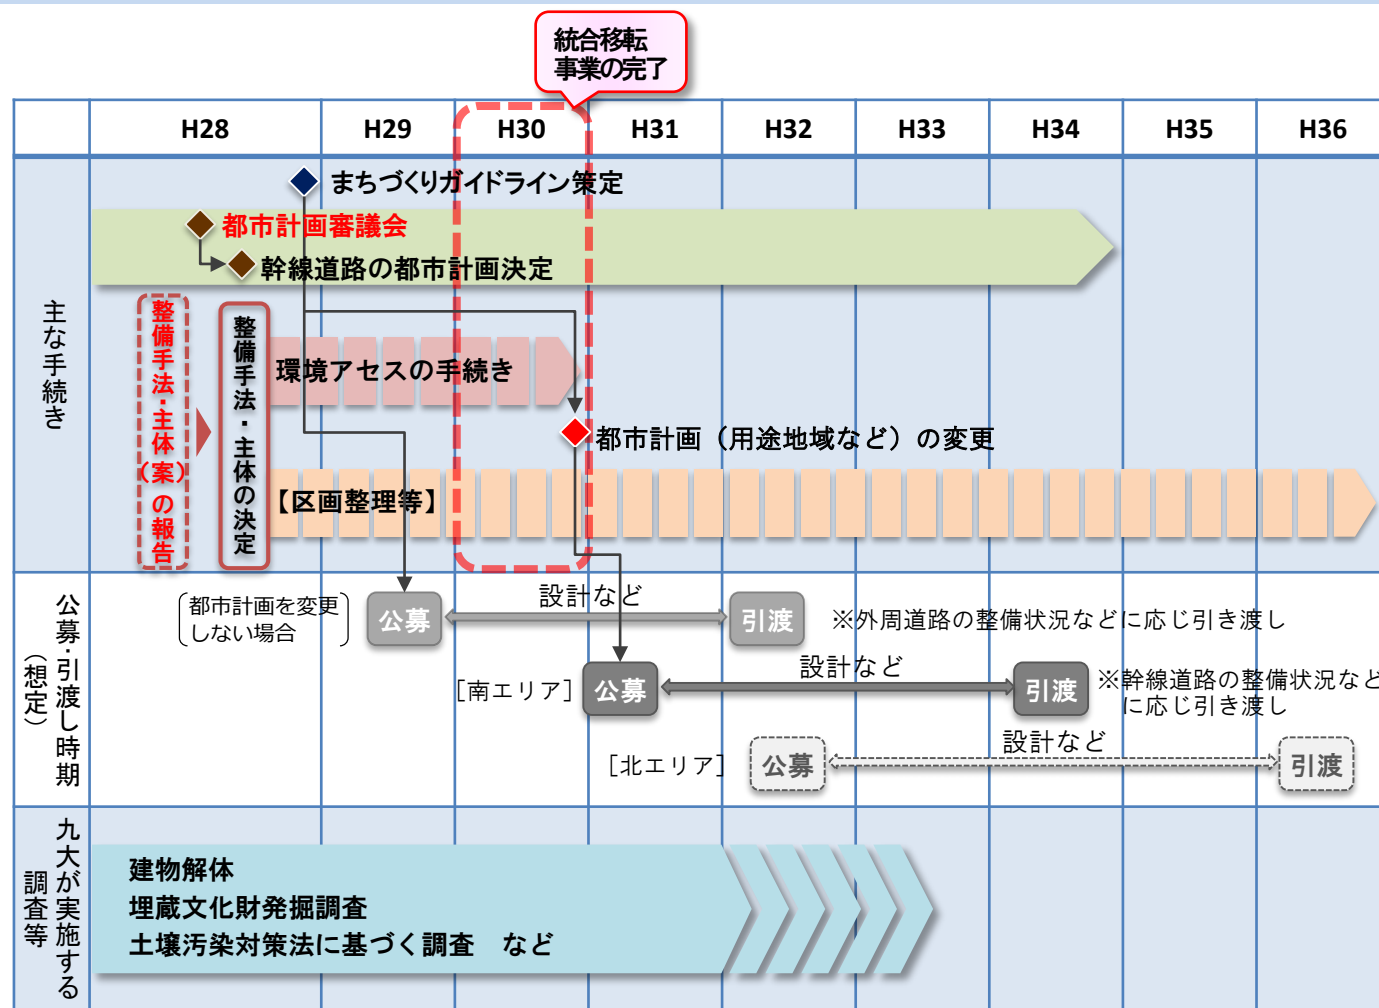 統合移転
事業の完了
H28 H29 H30 H31 H32 H33 H34 H35 H36
主な手続き
まちづくりガイドライン策定
都市計画審議会
幹線道路の都市計画決定
整備手法・主体(案)の報告
整備手法・主体の決定
環境アセスの手続き
都市計画（用途地域など）の変更
【区画整理等】
公募・引渡し時期
（想定）
都市計画を変更
しない場合
公募
設計など
引渡
※外周道路の整備状況などに応じ引き渡し
［南エリア］
公募
設計など
引渡
※幹線道路の整備状況など
に応じ引き渡し
［北エリア］
公募
設計など
引渡
九大が実施する
調査等
建物解体
埋蔵文化財発掘調査
土壌汚染対策法に基づく調査　など